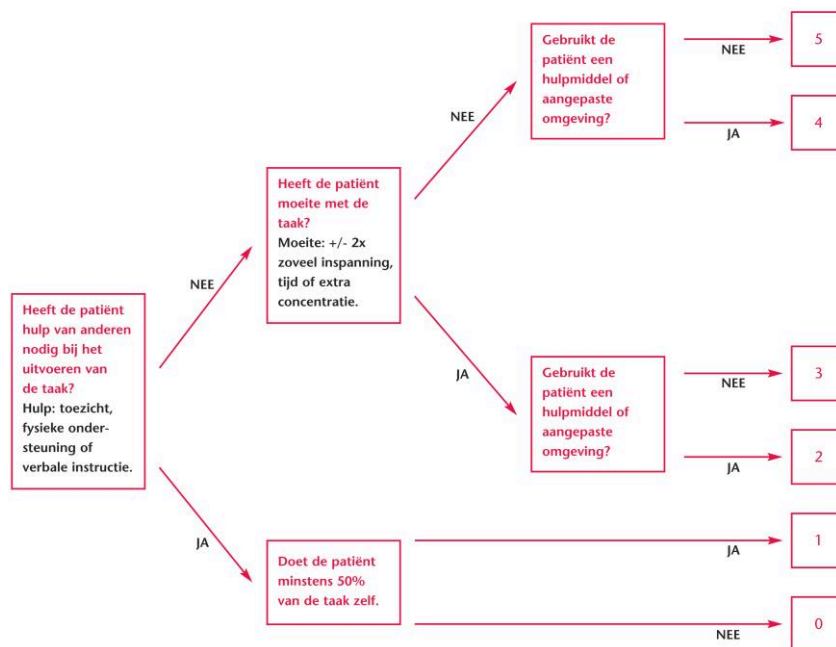 Heeft de patiënt
hulp van anderen
nodig bij het
uitvoeren van
de taak?
Hulp: toezicht,
fysieke onder-
steuning of
verbale instructie.
NEE
JA
Heeft de patiënt
moeite met de
taak?
Moeite: +/- 2x
zoveel inspanning,
tijd of extra
concentratie.
NEE
JA
Gebruikt de
patiënt een
hulpmiddel of
aangepaste
omgeving?
NEE
5
JA
4
Gebruikt de
patiënt een
hulpmiddel of
aangepaste
omgeving?
NEE
3
JA
2
Doet de patiënt
minstens 50%
van de taak zelf.
JA
1
NEE
0